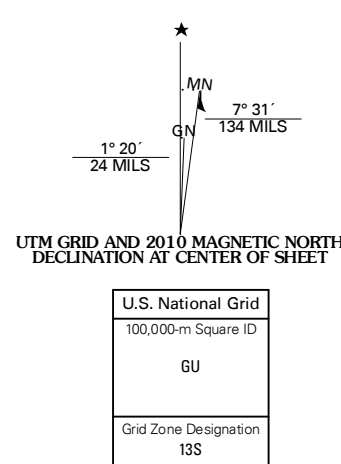 ★
MN
7° 31´
134 MILS
GN
1° 20´
24 MILS
UTM GRID AND 2010 MAGNETIC NORTH
DECLINATION AT CENTER OF SHEET
U.S. National Grid
100,000-m Square ID
GU
Grid Zone Designation
13S